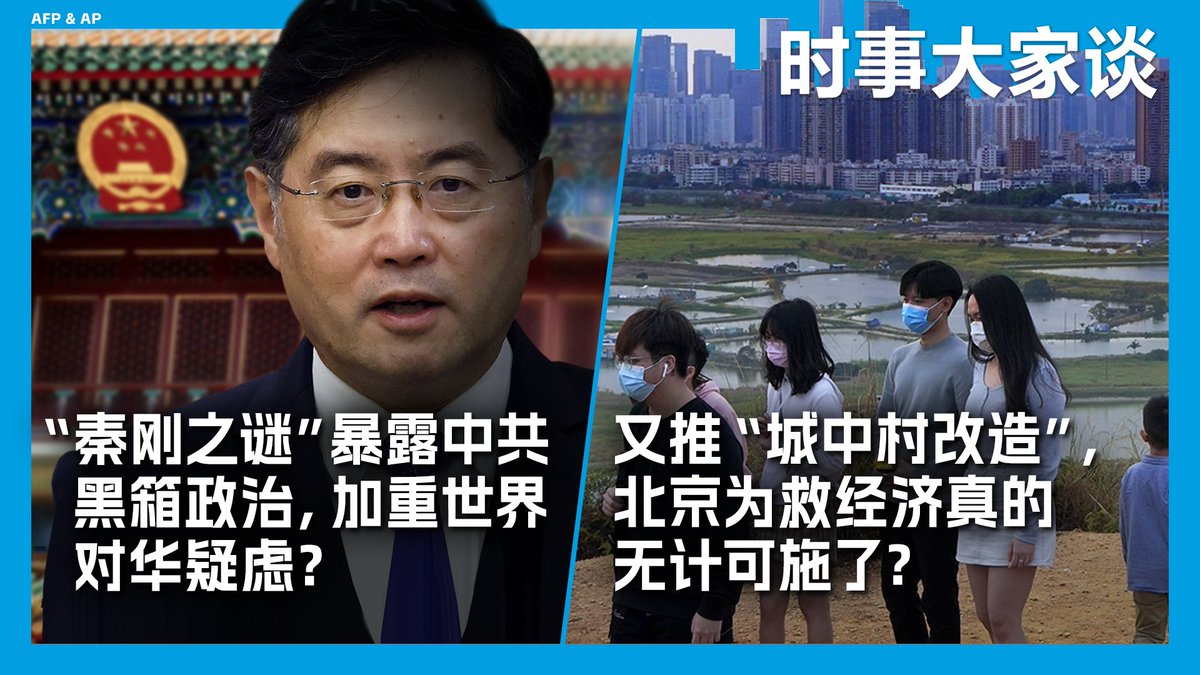 AFP & AP
时事大家谈
“秦刚之谜”暴露中共
黑箱政治, 加重世界
对华疑虑?
又推“城中村改造”,
北京为救经济真的
无计可施了?